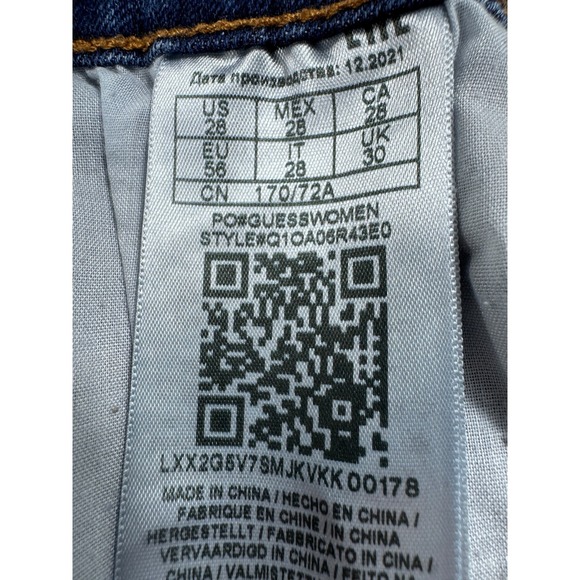 Дата производства: 12.2021
US MEX CA
28 28 28
EU IT UK
56 28 30
CN 170/72A
PO#GUESSWOMEN
STYLE#Q1OA06R43E0
LXX2G5V7SMJKVKK 00178
MADE IN CHINA / HECHO EN CHINA /
FABRIQUE EN CHINE / IN CHINA
HERGESTELLT / FABRICATO IN CINA /
VERVAARDIGD IN CHINA / FEITO NA
CHINA / VALMISTETTU